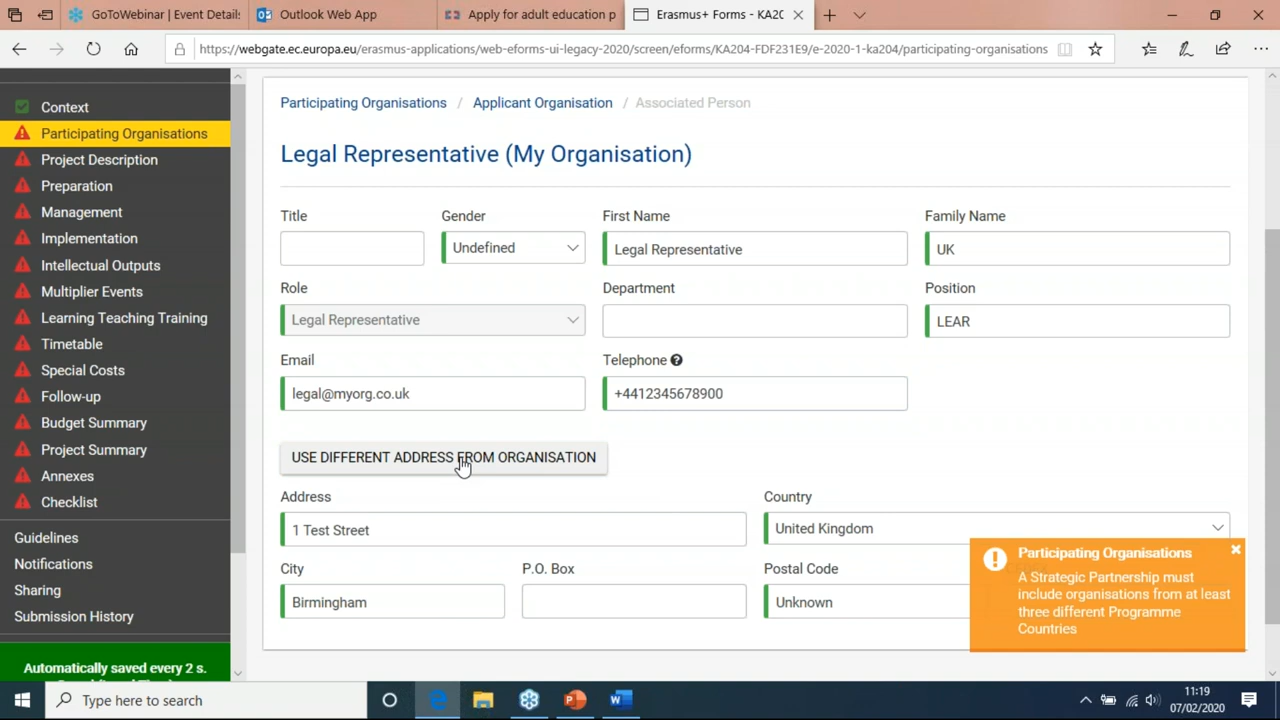 GoToWebinar | Event Details
Outlook Web App
Apply for adult education p
Erasmus+ Forms - KA20
https://webgate.ec.europa.eu/erasmus-applications/web-eforms-ui-legacy-2020/screen/eforms/KA204-FDF231E9/e-2020-1-ka204/participating-organisations
Context
Participating Organisations
Project Description
Preparation
Management
Implementation
Intellectual Outputs
Multiplier Events
Learning Teaching Training
Timetable
Special Costs
Follow-up
Budget Summary
Project Summary
Annexes
Checklist
Guidelines
Notifications
Sharing
Submission History
Automatically saved every 2 s.
Participating Organisations / Applicant Organisation / Associated Person
Legal Representative (My Organisation)
Title Gender First Name Family Name
Undefined Legal Representative UK
Role Department Position
Legal Representative LEAR
Email Telephone
legal@myorg.co.uk +4412345678900
USE DIFFERENT ADDRESS FROM ORGANISATION
Address Country
1 Test Street United Kingdom
City P.O. Box Postal Code
Birmingham Unknown
Participating Organisations
A Strategic Partnership must
include organisations from at least
three different Programme
Countries
Type here to search
11:19
07/02/2020